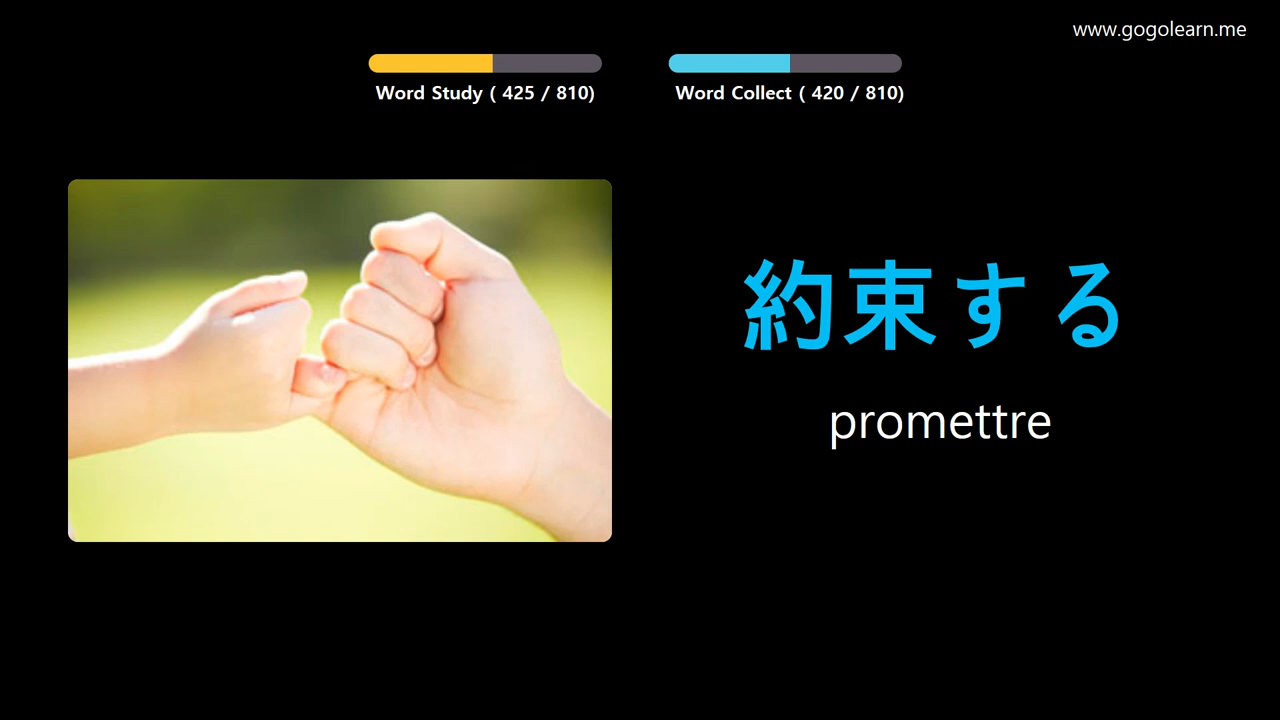 www.gogolearn.me
Word Study ( 425 / 810)
Word Collect ( 420 / 810)
約束する
promettre